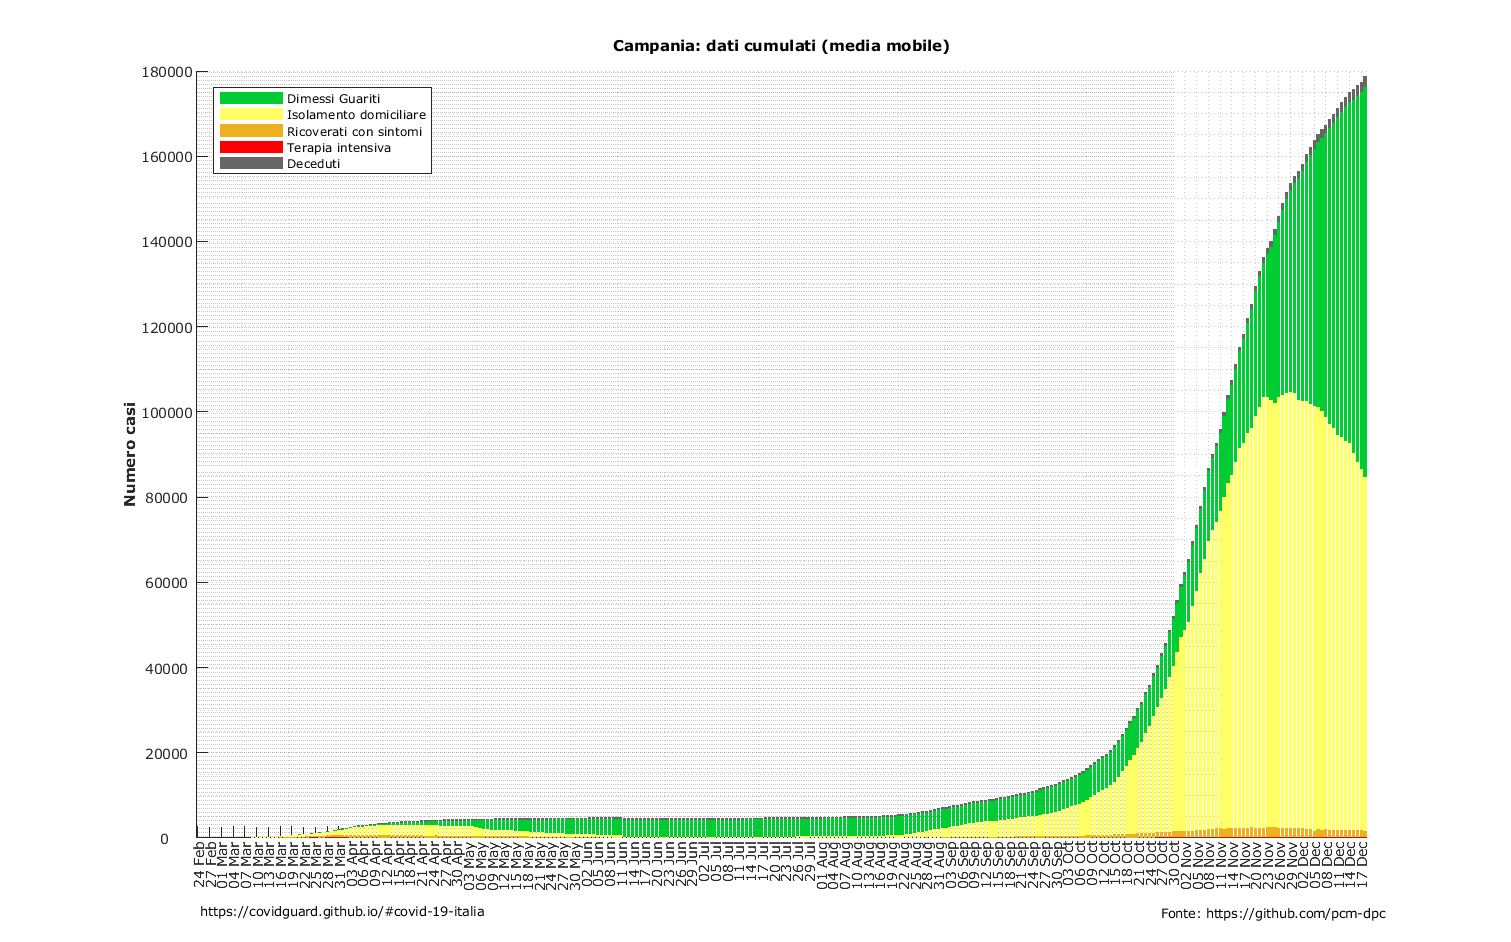 Campania: dati cumulati (media mobile)
180000
160000
140000
120000
100000
80000
60000
40000
20000
0
Numero casi
Dimessi Guariti
Isolamento domiciliare
Ricoverati con sintomi
Terapia intensiva
Deceduti
24 Feb
27 Feb
01 Mar
04 Mar
07 Mar
10 Mar
13 Mar
16 Mar
19 Mar
22 Mar
25 Mar
28 Mar
31 Mar
03 Apr
06 Apr
09 Apr
12 Apr
15 Apr
18 Apr
21 Apr
24 Apr
27 Apr
30 Apr
03 May
06 May
09 May
12 May
15 May
18 May
21 May
24 May
27 May
30 May
02 Jun
05 Jun
08 Jun
11 Jun
14 Jun
17 Jun
20 Jun
23 Jun
26 Jun
29 Jun
02 Jul
05 Jul
08 Jul
11 Jul
14 Jul
17 Jul
20 Jul
23 Jul
26 Jul
29 Jul
01 Aug
04 Aug
07 Aug
10 Aug
13 Aug
16 Aug
19 Aug
22 Aug
25 Aug
28 Aug
31 Aug
03 Sep
06 Sep
09 Sep
12 Sep
15 Sep
18 Sep
21 Sep
24 Sep
27 Sep
30 Sep
03 Oct
06 Oct
09 Oct
12 Oct
15 Oct
18 Oct
21 Oct
24 Oct
27 Oct
30 Oct
02 Nov
05 Nov
08 Nov
11 Nov
14 Nov
17 Nov
20 Nov
23 Nov
26 Nov
29 Nov
02 Dec
05 Dec
08 Dec
11 Dec
14 Dec
17 Dec
https://covidguard.github.io/#covid-19-italia
Fonte: https://github.com/pcm-dpc